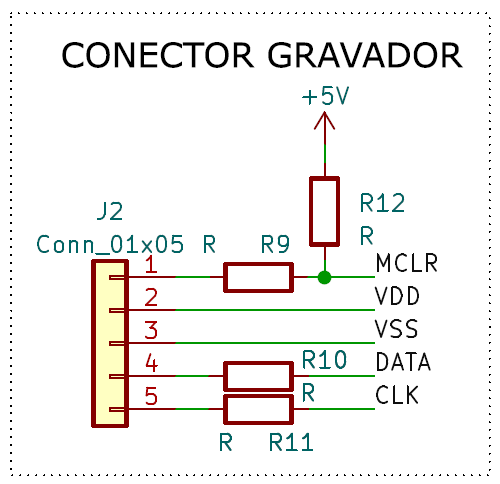 CONECTOR GRAVADOR
+5V
J2
R12
Conn_01x05 R R9 R
1 MCLR
2 VDD
3 VSS
4 R10 DATA
5 R CLK
R R11